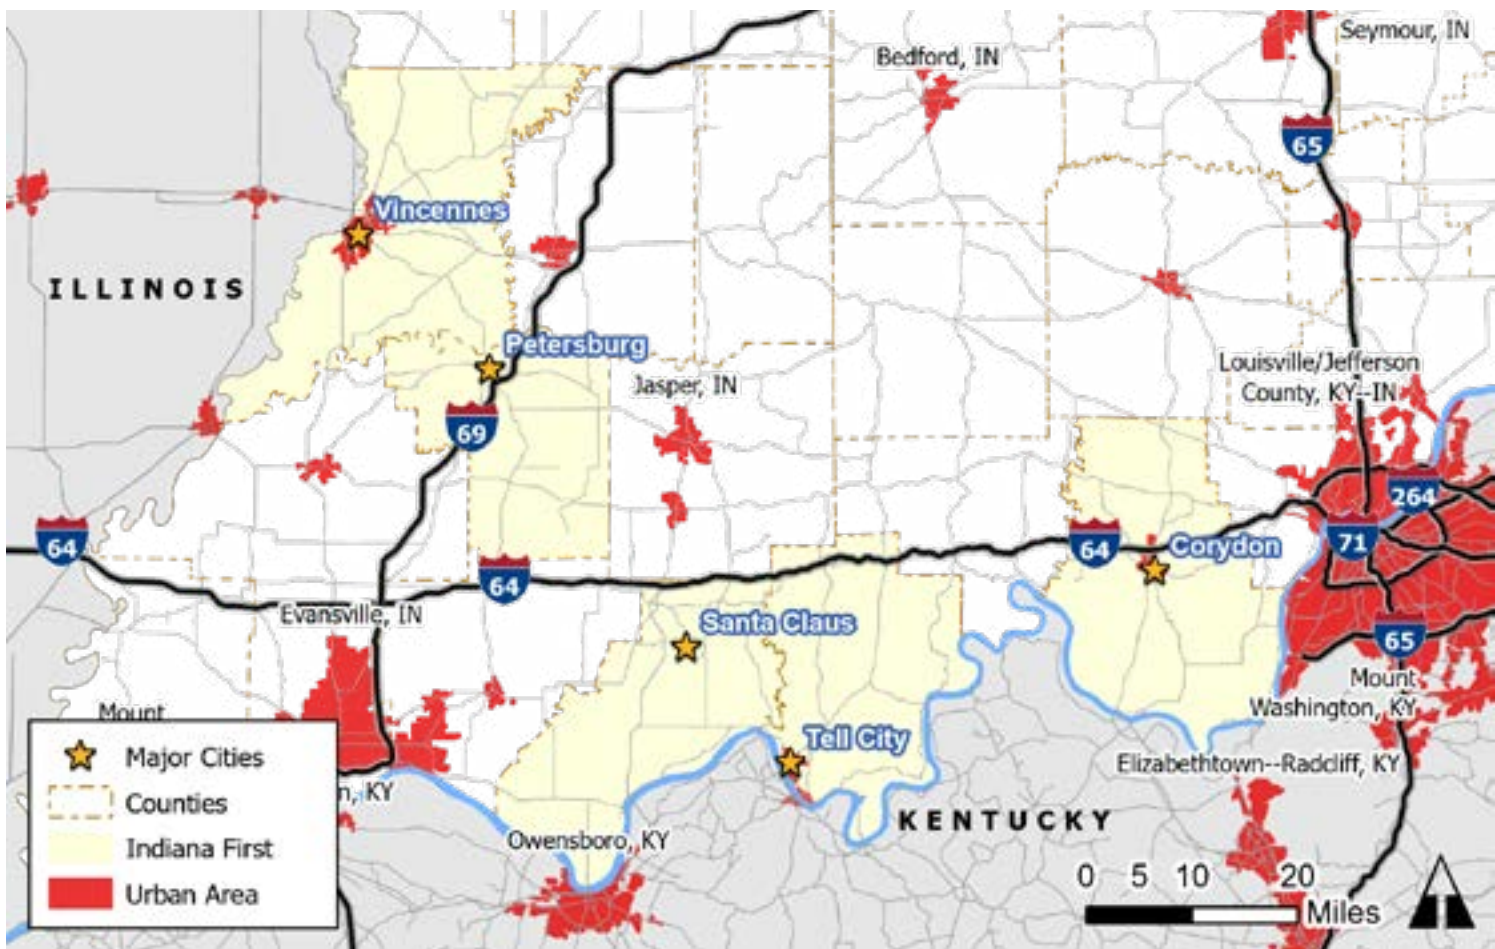 Seymour, IN
Bedford, IN
65
Vincennes
ILLINOIS
Petersburg
Louisville/Jefferson
County, KY--IN
Jasper, IN
69
264
64
64
64
71
Corydon
Evansville, IN
Santa Claus
65
Mount
Washington, KY
Mount
Tell City
Elizabethtown--Radcliff, KY
n, KY
KENTUCKY
Owensboro, KY
Major Cities
Counties
Indiana First
Urban Area
0 5 10 20
Miles